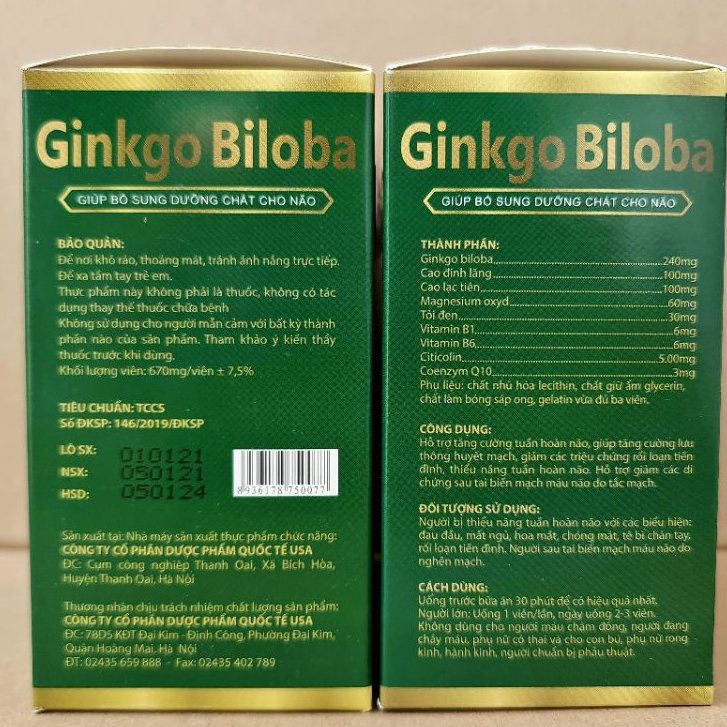 Ginkgo Biloba
GIÚP BỔ SUNG DƯỠNG CHẤT CHO NÃO
BẢO QUẢN:
Để nơi khô ráo, thoáng mát, tránh ánh nắng trực tiếp.
Để xa tầm tay trẻ em.
Thực phẩm này không phải là thuốc, không có tác
dụng thay thế thuốc chữa bệnh
Không sử dụng cho người mẫn cảm với bất kỳ thành
phần nào của sản phẩm. Tham khảo ý kiến thầy
thuốc trước khi dùng.
Khối lượng viên: 670mg/viên ± 7,5%
TIÊU CHUẨN: TCCS
Số ĐKSP: 146/2019/ĐKSP
LÔ SX: 010121
NSX: 050121
HSD: 050124
8936178750077
Sản xuất tại: Nhà máy sản xuất thực phẩm chức năng:
CÔNG TY CỔ PHẦN DƯỢC PHẨM QUỐC TẾ USA
ĐC: Cụm công nghiệp Thanh Oai, Xã Bích Hòa,
Huyện Thanh Oai, Hà Nội
Thương nhân chịu trách nhiệm chất lượng sản phẩm:
CÔNG TY CỔ PHẦN DƯỢC PHẨM QUỐC TẾ USA
ĐC: 78D5 KĐT Đại Kim - Định Công, Phường Đại Kim,
Quận Hoàng Mai, Hà Nội
ĐT: 02435 659 888 - Fax: 02435 402 789
Ginkgo Biloba
GIÚP BỔ SUNG DƯỠNG CHẤT CHO NÃO
THÀNH PHẦN:
Ginkgo biloba 240mg
Cao đinh lăng 100mg
Cao lạc tiên 100mg
Magnesium oxyd 60mg
Tỏi đen 30mg
Vitamin B1 6mg
Vitamin B6 6mg
Citicolin 5.00mg
Coenzym Q10 3mg
Phụ liệu: chất nhũ hóa lecithin, chất giữ ẩm glycerin,
chất làm bóng sáp ong, gelatin vừa đủ ba viên.
CÔNG DỤNG:
Hỗ trợ tăng cường tuần hoàn não, giúp tăng cường lưu
thông huyết mạch, giảm các triệu chứng rối loạn tiền
đình, thiểu năng tuần hoàn não. Hỗ trợ giảm các di
chứng sau tai biến mạch máu não do tắc mạch.
ĐỐI TƯỢNG SỬ DỤNG:
Người bị thiểu năng tuần hoàn não với các biểu hiện:
đau đầu, mất ngủ, hoa mắt, chóng mặt, tê bì chân tay,
rối loạn tiền đình. Người sau tai biến mạch máu não do
nghẽn mạch.
CÁCH DÙNG:
Uống trước bữa ăn 30 phút để có hiệu quả nhất.
Người lớn: Uống 1 viên/lần, ngày uống 2-3 viên.
Không dùng cho người máu chậm đông, người đang
chảy máu, phụ nữ có thai và cho con bú, phụ nữ rong
kinh, hành kinh, người chuẩn bị phẫu thuật.